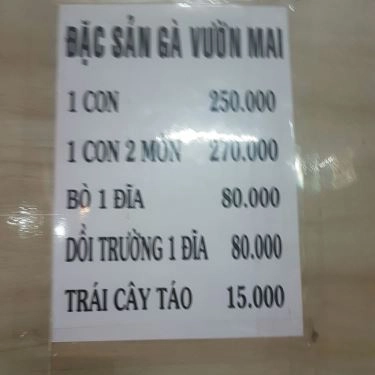 ĐẶC SẢN GÀ VƯỜN MAI
1 CON 250.000
1 CON 2 MÓN 270.000
BÒ 1 ĐĨA 80.000
DỒI TRƯỜNG 1 ĐĨA 80.000
TRÁI CÂY TÁO 15.000